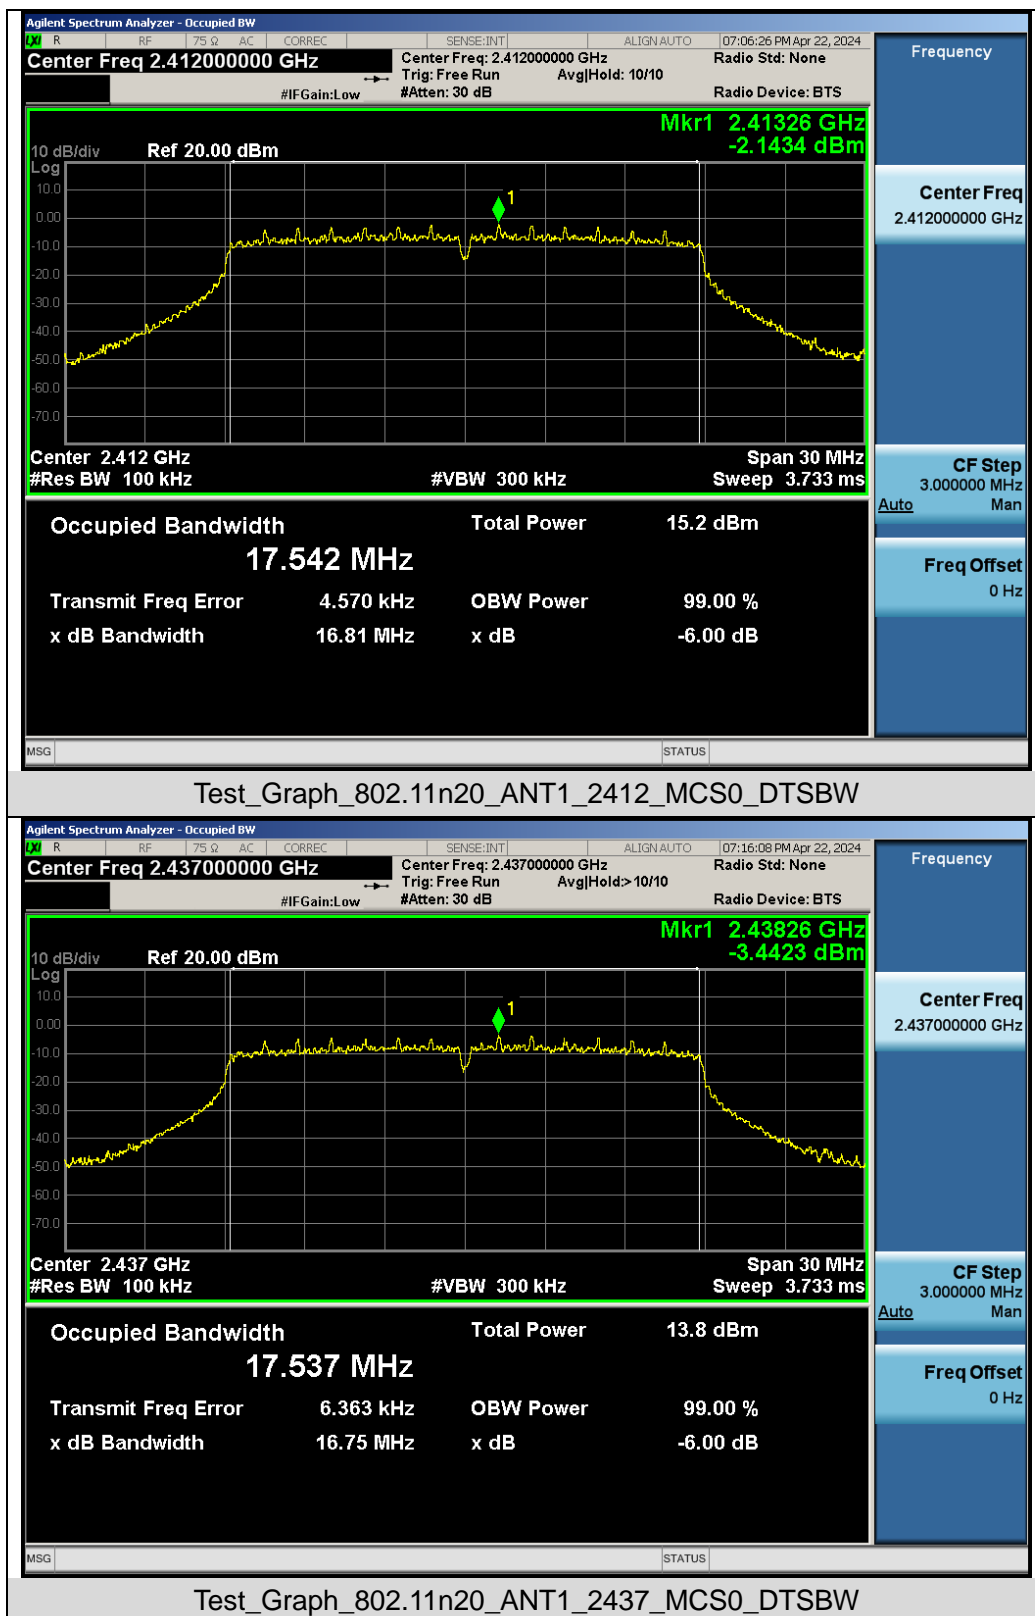 Agilent Spectrum Analyzer - Occupied BW
LXI R RF 75 Ω AC CORREC SENSE:INT ALIGN AUTO 07:06:26 PM Apr 22, 2024
Center Freq 2.412000000 GHz
Center Freq: 2.412000000 GHz
Radio Std: None
Trig: Free Run Avg|Hold: 10/10
#IFGain:Low #Atten: 30 dB Radio Device: BTS
Frequency
Mkr1 2.41326 GHz
-2.1434 dBm
10 dB/div Ref 20.00 dBm
Log
10.0
0.00
-10.0
-20.0
-30.0
-40.0
-50.0
-60.0
-70.0
1
Center 2.412 GHz Span 30 MHz
#Res BW 100 kHz #VBW 300 kHz Sweep 3.733 ms
Center Freq
2.412000000 GHz
CF Step
3.000000 MHz
Auto Man
Freq Offset
0 Hz
Occupied Bandwidth Total Power 15.2 dBm
17.542 MHz
Transmit Freq Error 4.570 kHz OBW Power 99.00 %
x dB Bandwidth 16.81 MHz x dB -6.00 dB
MSG STATUS
Test_Graph_802.11n20_ANT1_2412_MCS0_DTSBW
Agilent Spectrum Analyzer - Occupied BW
LXI R RF 75 Ω AC CORREC SENSE:INT ALIGN AUTO 07:16:08 PM Apr 22, 2024
Center Freq 2.437000000 GHz
Center Freq: 2.437000000 GHz
Radio Std: None
Trig: Free Run Avg|Hold:>10/10
#IFGain:Low #Atten: 30 dB Radio Device: BTS
Frequency
Mkr1 2.43826 GHz
-3.4423 dBm
10 dB/div Ref 20.00 dBm
Log
10.0
0.00
-10.0
-20.0
-30.0
-40.0
-50.0
-60.0
-70.0
1
Center 2.437 GHz Span 30 MHz
#Res BW 100 kHz #VBW 300 kHz Sweep 3.733 ms
Center Freq
2.437000000 GHz
CF Step
3.000000 MHz
Auto Man
Freq Offset
0 Hz
Occupied Bandwidth Total Power 13.8 dBm
17.537 MHz
Transmit Freq Error 6.363 kHz OBW Power 99.00 %
x dB Bandwidth 16.75 MHz x dB -6.00 dB
MSG STATUS
Test_Graph_802.11n20_ANT1_2437_MCS0_DTSBW